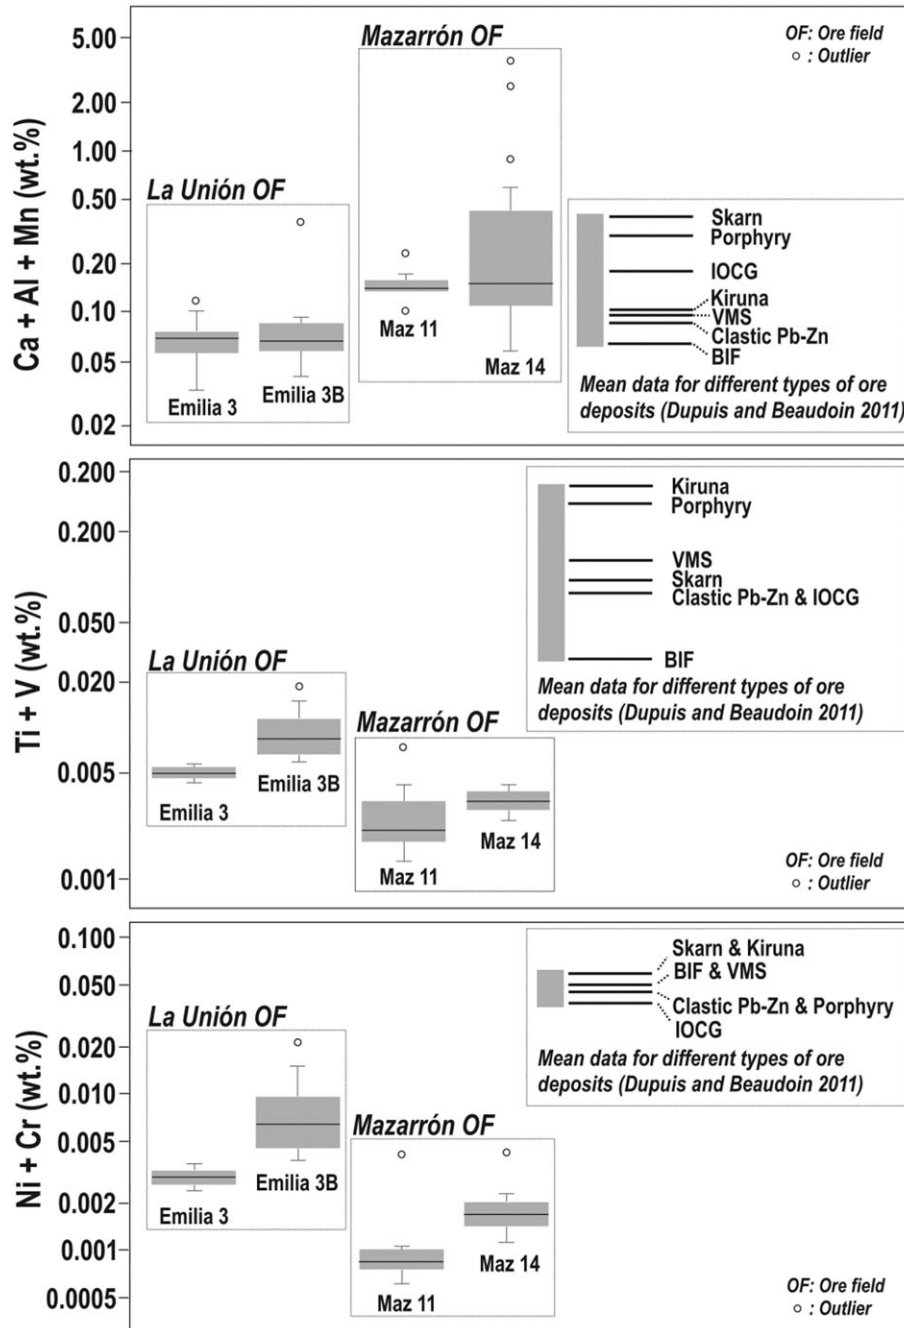 Ca + Al + Mn (wt.%)
5.00
2.00
1.00
0.50
0.20
0.10
0.05
0.02
Mazarrón OF
OF: Ore field
: Outlier
La Unión OF
Emilia 3
Emilia 3B
Maz 11
Maz 14
Skarn
Porphyry
IOCG
Kiruna
VMS
Clastic Pb-Zn
BIF
Mean data for different types of ore
deposits (Dupuis and Beaudoin 2011)
Ti + V (wt.%)
0.200
0.200
0.050
0.020
0.005
0.001
Kiruna
Porphyry
VMS
Skarn
Clastic Pb-Zn & IOCG
BIF
Mean data for different types of ore
deposits (Dupuis and Beaudoin 2011)
La Unión OF
Emilia 3
Emilia 3B
Mazarrón OF
Maz 11
Maz 14
OF: Ore field
: Outlier
Ni + Cr (wt.%)
0.100
0.050
0.020
0.010
0.005
0.002
0.001
0.0005
Skarn & Kiruna
BIF & VMS
Clastic Pb-Zn & Porphyry
IOCG
Mean data for different types of ore
deposits (Dupuis and Beaudoin 2011)
La Unión OF
Emilia 3
Emilia 3B
Mazarrón OF
Maz 11
Maz 14
OF: Ore field
: Outlier